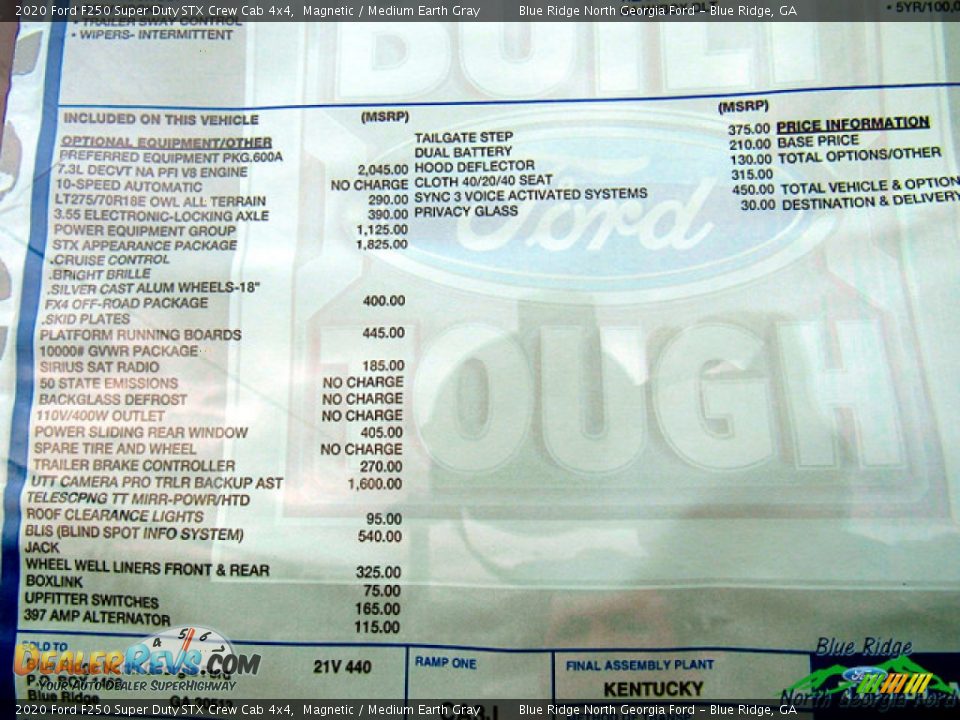 2020 Ford F250 Super Duty STX Crew Cab 4x4, Magnetic / Medium Earth Gray Blue Ridge North Georgia Ford – Blue Ridge, GA
• TRAILER SWAY CONTROL
• WIPERS- INTERMITTENT
• 5YR/100,0
BUILT
Ford
TOUGH
INCLUDED ON THIS VEHICLE (MSRP)
OPTIONAL EQUIPMENT/OTHER
PREFERRED EQUIPMENT PKG.600A
7.3L DECVT NA PFI V8 ENGINE 2,045.00
10-SPEED AUTOMATIC NO CHARGE
LT275/70R18E OWL ALL TERRAIN 290.00
3.55 ELECTRONIC-LOCKING AXLE 390.00
POWER EQUIPMENT GROUP 1,125.00
STX APPEARANCE PACKAGE 1,825.00
.CRUISE CONTROL
.BRIGHT BRILLE
.SILVER CAST ALUM WHEELS-18"
FX4 OFF-ROAD PACKAGE 400.00
.SKID PLATES
PLATFORM RUNNING BOARDS 445.00
10000# GVWR PACKAGE
SIRIUS SAT RADIO 185.00
50 STATE EMISSIONS NO CHARGE
BACKGLASS DEFROST NO CHARGE
110V/400W OUTLET NO CHARGE
POWER SLIDING REAR WINDOW 405.00
SPARE TIRE AND WHEEL NO CHARGE
TRAILER BRAKE CONTROLLER 270.00
UTT CAMERA PRO TRLR BACKUP AST 1,600.00
TELESCPNG TT MIRR-POWR/HTD
ROOF CLEARANCE LIGHTS 95.00
BLIS (BLIND SPOT INFO SYSTEM) 540.00
JACK
WHEEL WELL LINERS FRONT & REAR 325.00
BOXLINK 75.00
UPFITTER SWITCHES 165.00
397 AMP ALTERNATOR 115.00
(MSRP)
TAILGATE STEP 375.00
DUAL BATTERY 210.00
HOOD DEFLECTOR 130.00
CLOTH 40/20/40 SEAT 315.00
SYNC 3 VOICE ACTIVATED SYSTEMS 450.00
PRIVACY GLASS 30.00
PRICE INFORMATION
BASE PRICE
TOTAL OPTIONS/OTHER
TOTAL VEHICLE & OPTION
DESTINATION & DELIVERY
SOLD TO
Blue Ridge
P.O. BOX
Blue Ridge
21V 440
RAMP ONE
FINAL ASSEMBLY PLANT
KENTUCKY
DEALERREVS.COM
YOUR AUTO DEALER SUPERHIGHWAY
Blue Ridge
Ford
North Georgia Ford
2020 Ford F250 Super Duty STX Crew Cab 4x4, Magnetic / Medium Earth Gray Blue Ridge North Georgia Ford – Blue Ridge, GA